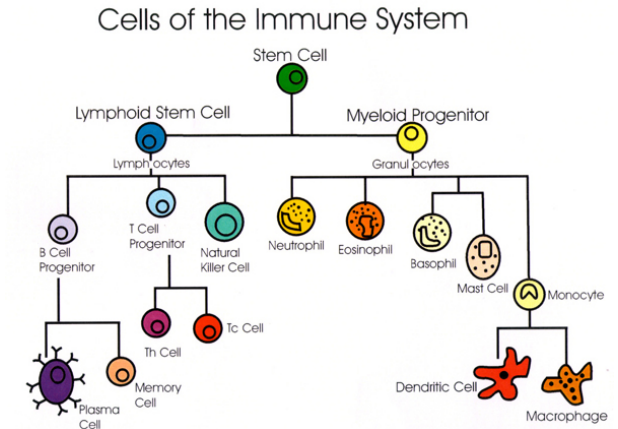 Cells of the Immune System
Stem Cell
Lymphoid Stem Cell
Myeloid Progenitor
Lymphocytes
Granulocytes
B Cell
Progenitor
T Cell
Progenitor
Natural
Killer Cell
Neutrophil
Eosinophil
Basophil
Mast Cell
Monocyte
Th Cell
Tc Cell
Plasma
Cell
Memory
Cell
Dendritic Cell
Macrophage